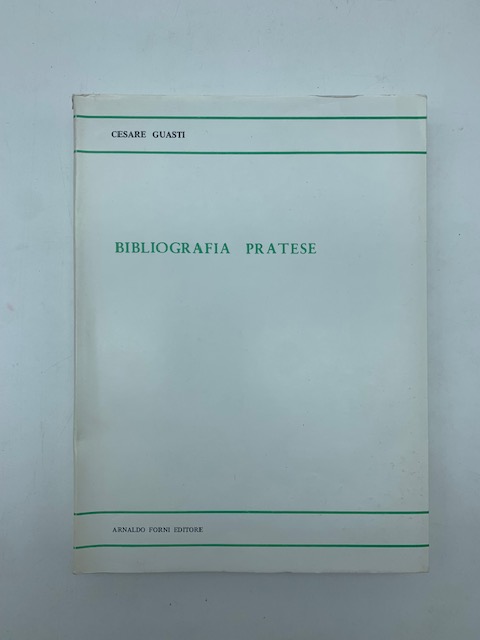 CESARE GUASTI
BIBLIOGRAFIA PRATESE
ARNALDO FORNI EDITORE